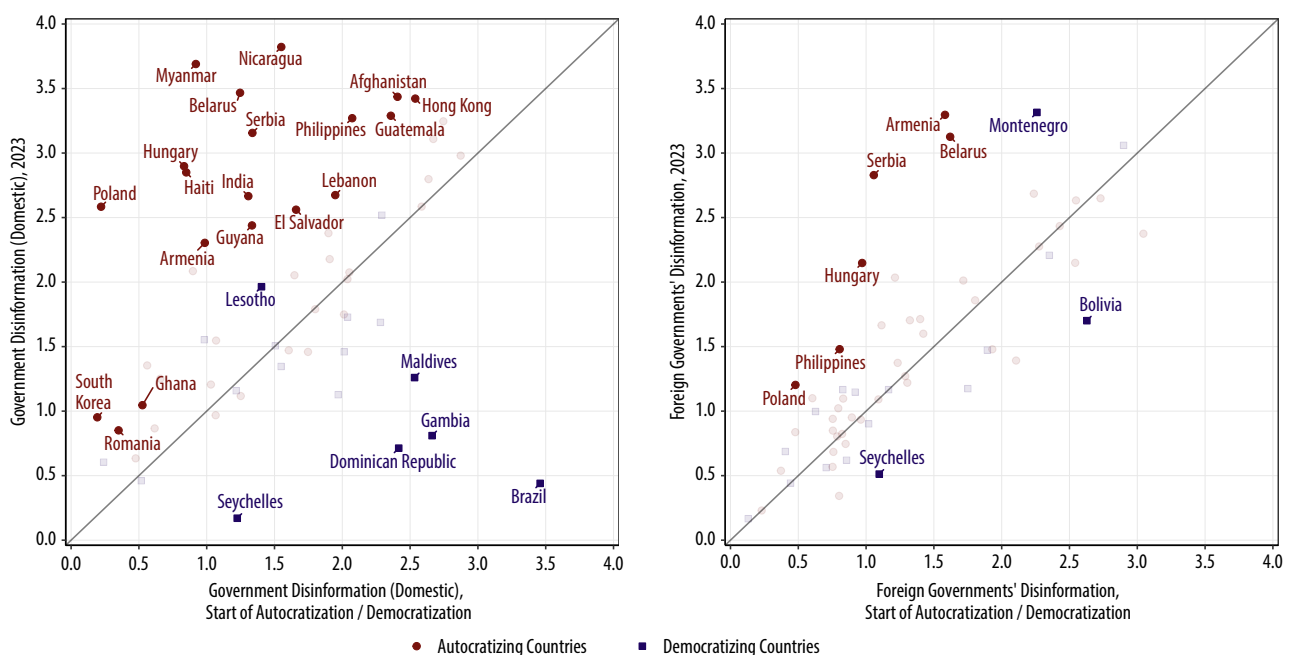 Government Disinformation (Domestic), 2023
4.0
3.5
3.0
2.5
2.0
1.5
1.0
0.5
0.0
Nicaragua
Myanmar
Afghanistan
Belarus
Hong Kong
Serbia
Philippines
Guatemala
Hungary
Haiti
India
Lebanon
Poland
El Salvador
Guyana
Armenia
Lesotho
Maldives
South
Korea
Ghana
Gambia
Romania
Dominican Republic
Seychelles
Brazil
0.0 0.5 1.0 1.5 2.0 2.5 3.0 3.5 4.0
Government Disinformation (Domestic),
Start of Autocratization / Democratization
Foreign Governments' Disinformation, 2023
4.0
3.5
3.0
2.5
2.0
1.5
1.0
0.5
0.0
Armenia
Montenegro
Belarus
Serbia
Hungary
Bolivia
Philippines
Poland
Seychelles
0.0 0.5 1.0 1.5 2.0 2.5 3.0 3.5 4.0
Foreign Governments' Disinformation,
Start of Autocratization / Democratization
Autocratizing Countries
Democratizing Countries